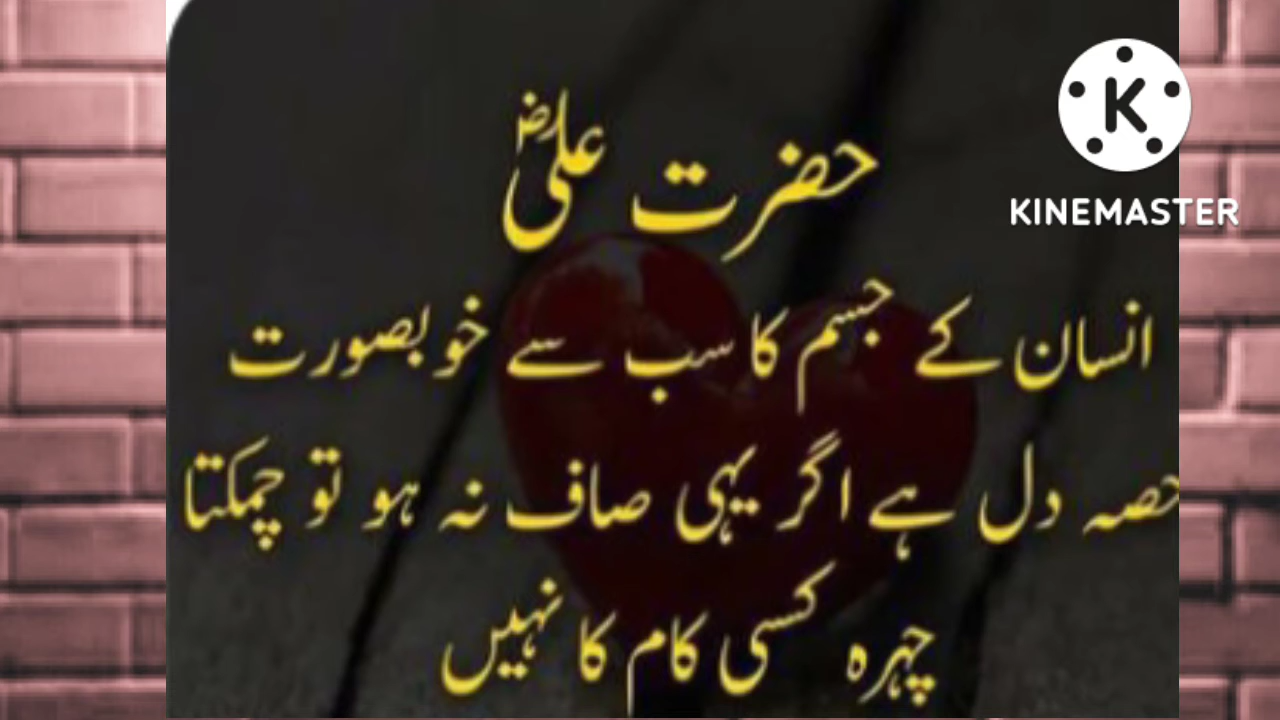 حضرت علیؓ
انسان کے جسم کا سب سے خوبصورت
حصہ دل ہے اگر یہی صاف نہ ہو تو چمکتا
چہرہ کسی کام کا نہیں
KINEMASTER